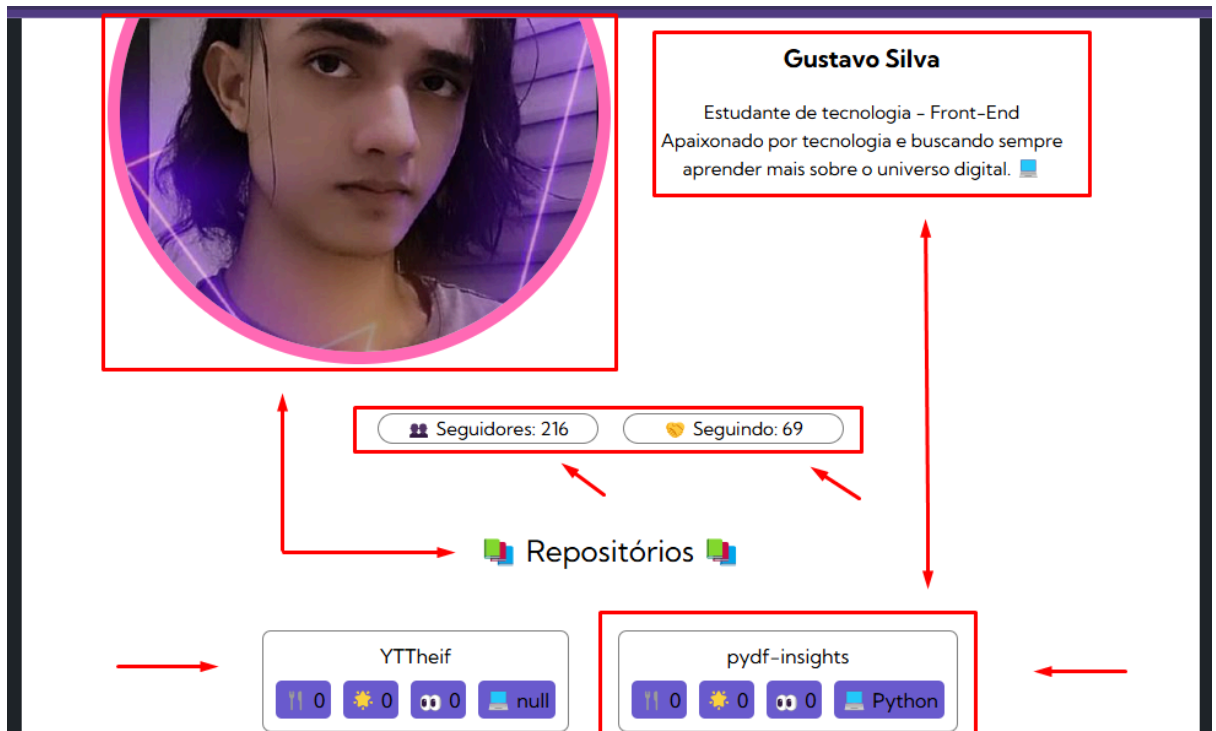 Gustavo Silva
Estudante de tecnologia - Front-End
Apaixonado por tecnologia e buscando sempre
aprender mais sobre o universo digital. 💻
👥 Seguidores: 216
🤝 Seguindo: 69
📚 Repositórios 📚
YTTheif
🍴 0 🌟 0 👀 0 💻 null
pydf-insights
🍴 0 🌟 0 👀 0 💻 Python